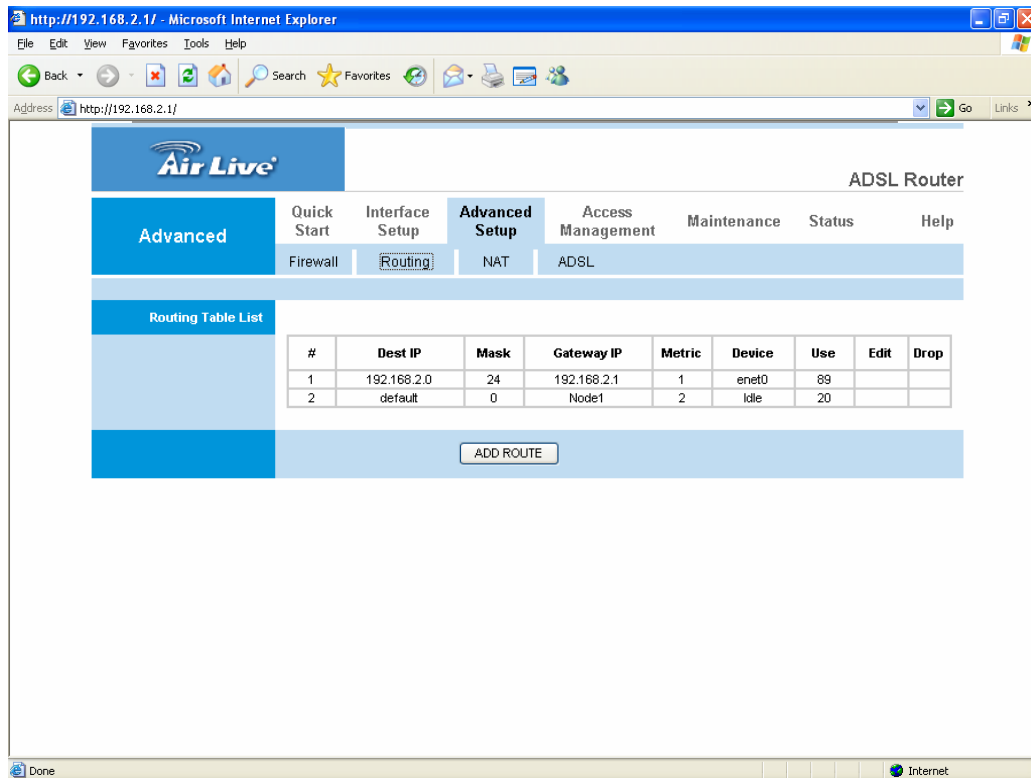 http://192.168.2.1/ - Microsoft Internet Explorer
File Edit View Favorites Tools Help
Back Search Favorites
Address http://192.168.2.1/ Go Links
Air Live
ADSL Router
Advanced
Quick Start Interface Setup Advanced Setup Access Management Maintenance Status Help
Firewall Routing NAT ADSL
Routing Table List
# Dest IP Mask Gateway IP Metric Device Use Edit Drop
1 192.168.2.0 24 192.168.2.1 1 enet0 89
2 default 0 Node1 2 Idle 20
ADD ROUTE
Done Internet